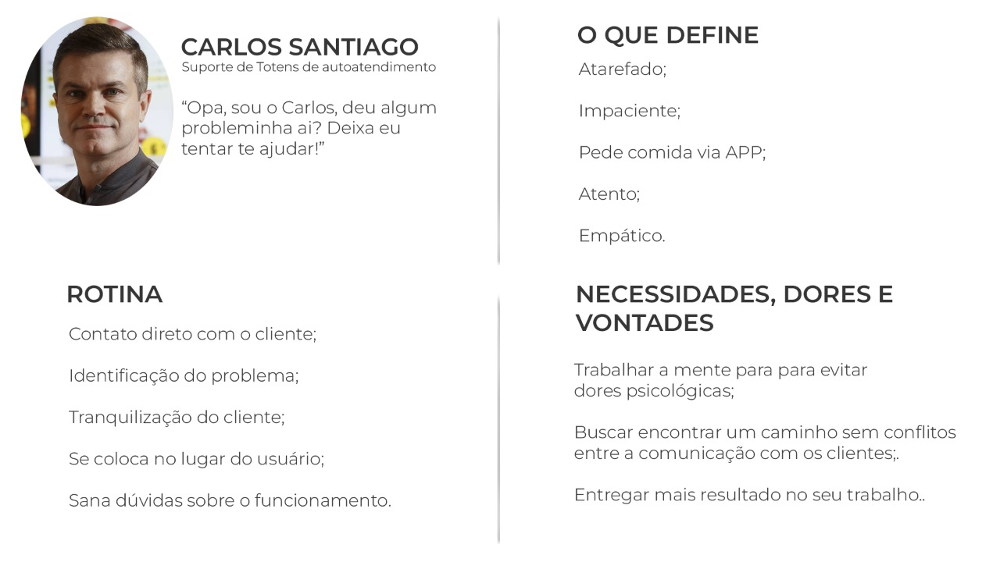 CARLOS SANTIAGO
Suporte de Totens de autoatendimento
“Opa, sou o Carlos, deu algum
probleminha ai? Deixa eu
tentar te ajudar!”
O QUE DEFINE
Atarefado;
Impaciente;
Pede comida via APP;
Atento;
Empático.
ROTINA
Contato direto com o cliente;
Identificação do problema;
Tranquilização do cliente;
Se coloca no lugar do usuário;
Sana dúvidas sobre o funcionamento.
NECESSIDADES, DORES E
VONTADES
Trabalhar a mente para para evitar
dores psicológicas;
Buscar encontrar um caminho sem conflitos
entre a comunicação com os clientes;.
Entregar mais resultado no seu trabalho..